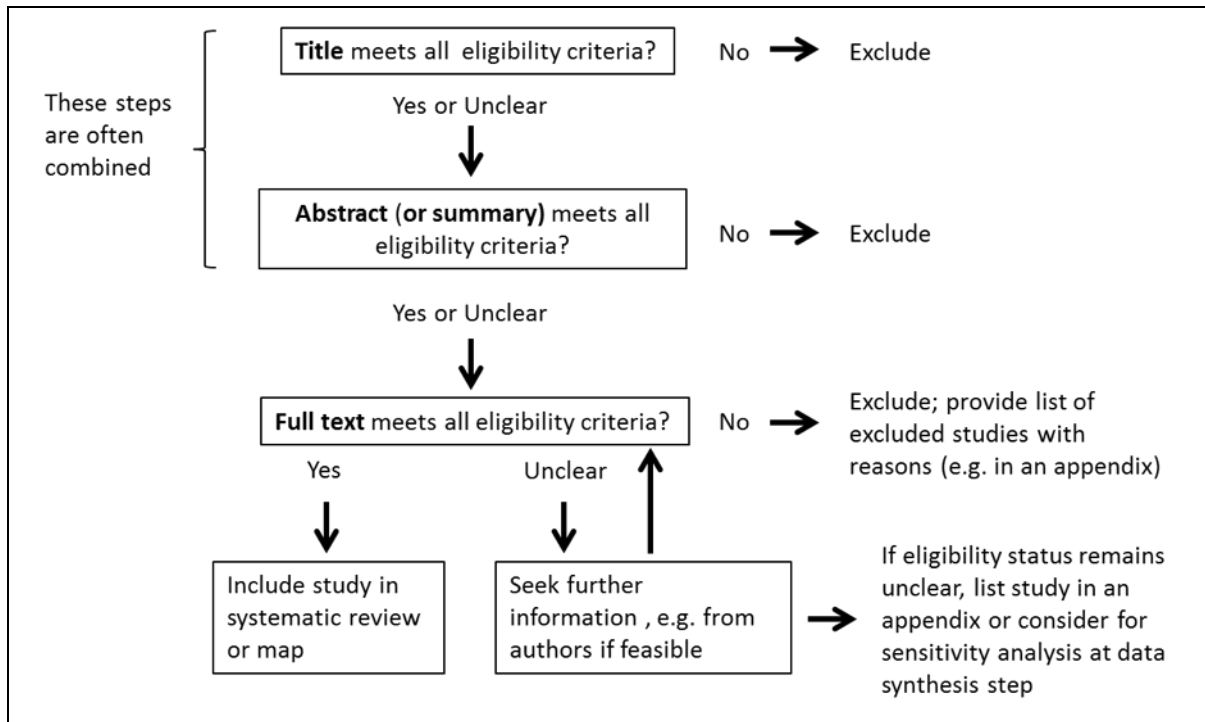 Title meets all eligibility criteria?
No
Exclude
These steps
are often
combined
Yes or Unclear
Abstract (or summary) meets all
eligibility criteria?
No
Exclude
Yes or Unclear
Full text meets all eligibility criteria?
No
Exclude; provide list of
excluded studies with
reasons (e.g. in an appendix)
Yes
Unclear
Include study in
systematic review
or map
Seek further
information , e.g. from
authors if feasible
If eligibility status remains
unclear, list study in an
appendix or consider for
sensitivity analysis at data
synthesis step